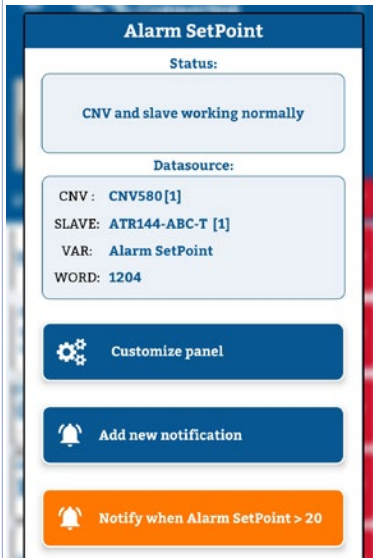 Alarm SetPoint
Status:
CNV and slave working normally
Datasource:
CNV : CNV580[1]
SLAVE: ATR144-ABC-T [1]
VAR: Alarm SetPoint
WORD: 1204
Customize panel
Add new notification
Notify when Alarm SetPoint > 20